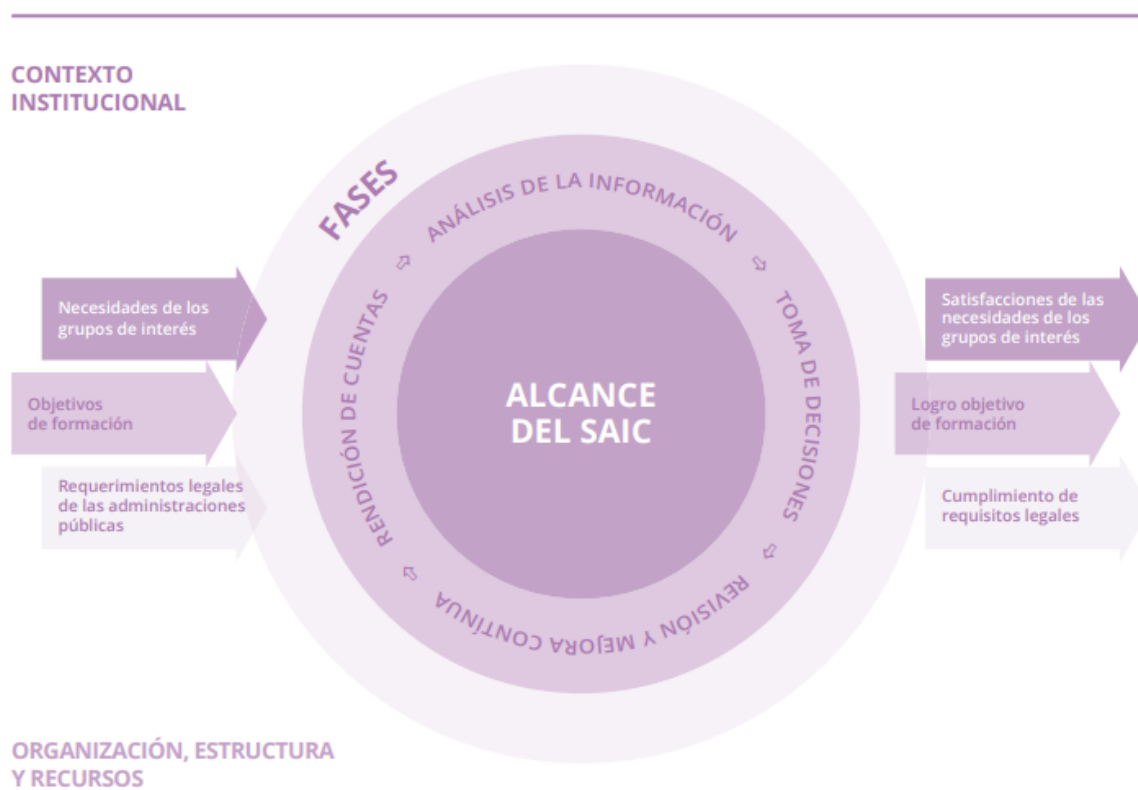 CONTEXTO
INSTITUCIONAL
FASES
ANÁLISIS DE LA INFORMACIÓN
TOMA DE DECISIONES
REVISIÓN Y MEJORA CONTÍNUA
RENDICIÓN DE CUENTAS
Necesidades de los
grupos de interés
Objetivos
de formación
Requerimientos legales
de las administraciones
públicas
ALCANCE
DEL SAIC
Satisfacciones de las
necesidades de los
grupos de interés
Logro objetivo
de formación
Cumplimiento de
requisitos legales
ORGANIZACIÓN, ESTRUCTURA
Y RECURSOS